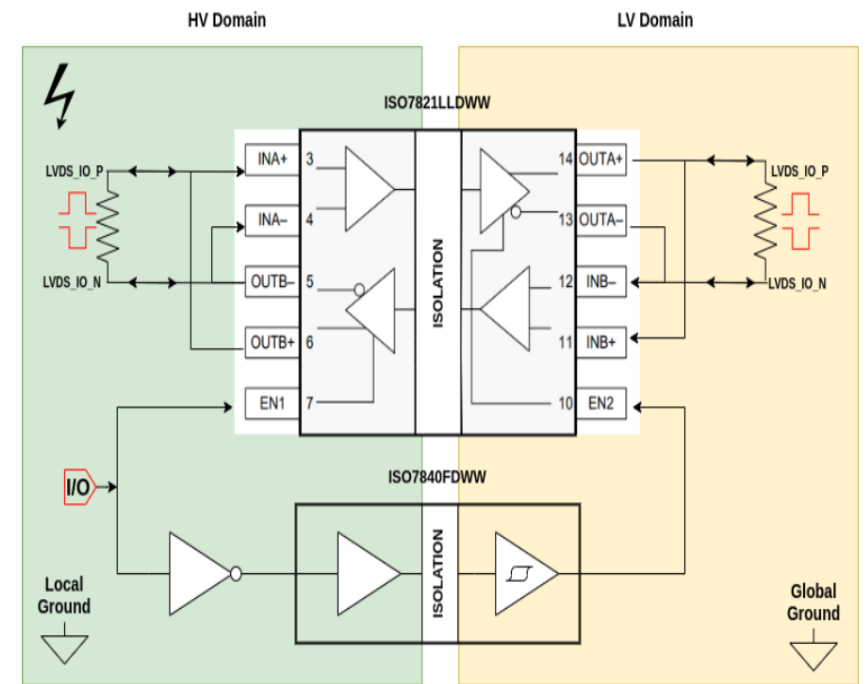 HV Domain
LV Domain
ISO7821LLDWW
LVDS_IO_P
INA+ 3
14 OUTA+
LVDS_IO_P
INA– 4
13 OUTA–
ISOLATION
LVDS_IO_N
OUTB– 5
12 INB–
LVDS_IO_N
OUTB+ 6
11 INB+
EN1 7
10 EN2
ISO7840FDWW
I/O
ISOLATION
Local
Ground
Global
Ground